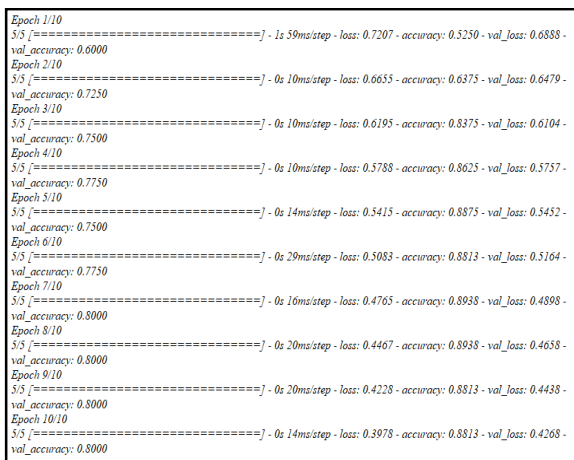 Epoch 1/10
5/5 [==============================] - 1s 59ms/step - loss: 0.7207 - accuracy: 0.5250 - val_loss: 0.6888 -
val_accuracy: 0.6000
Epoch 2/10
5/5 [==============================] - 0s 10ms/step - loss: 0.6655 - accuracy: 0.6375 - val_loss: 0.6479 -
val_accuracy: 0.7250
Epoch 3/10
5/5 [==============================] - 0s 10ms/step - loss: 0.6195 - accuracy: 0.8375 - val_loss: 0.6104 -
val_accuracy: 0.7500
Epoch 4/10
5/5 [==============================] - 0s 10ms/step - loss: 0.5788 - accuracy: 0.8625 - val_loss: 0.5757 -
val_accuracy: 0.7750
Epoch 5/10
5/5 [==============================] - 0s 14ms/step - loss: 0.5415 - accuracy: 0.8875 - val_loss: 0.5452 -
val_accuracy: 0.7500
Epoch 6/10
5/5 [==============================] - 0s 29ms/step - loss: 0.5083 - accuracy: 0.8813 - val_loss: 0.5164 -
val_accuracy: 0.7750
Epoch 7/10
5/5 [==============================] - 0s 16ms/step - loss: 0.4765 - accuracy: 0.8938 - val_loss: 0.4898 -
val_accuracy: 0.8000
Epoch 8/10
5/5 [==============================] - 0s 20ms/step - loss: 0.4467 - accuracy: 0.8938 - val_loss: 0.4658 -
val_accuracy: 0.8000
Epoch 9/10
5/5 [==============================] - 0s 20ms/step - loss: 0.4228 - accuracy: 0.8813 - val_loss: 0.4438 -
val_accuracy: 0.8000
Epoch 10/10
5/5 [==============================] - 0s 14ms/step - loss: 0.3978 - accuracy: 0.8813 - val_loss: 0.4268 -
val_accuracy: 0.8000